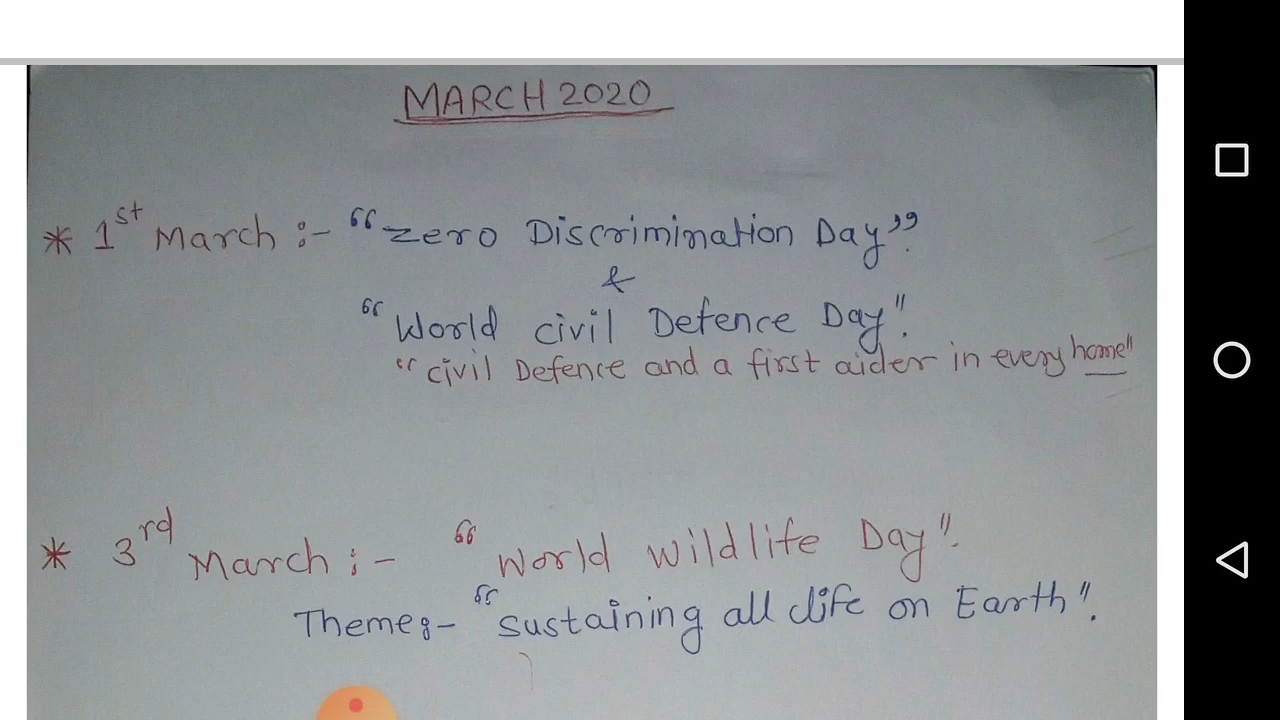 MARCH 2020
* 1st March :- “zero Discrimination Day”.
&
“World civil Defence Day".
“civil Defence and a first aider in every home"
* 3rd March :- “World wildlife Day".
Theme:- “sustaining all life on Earth".